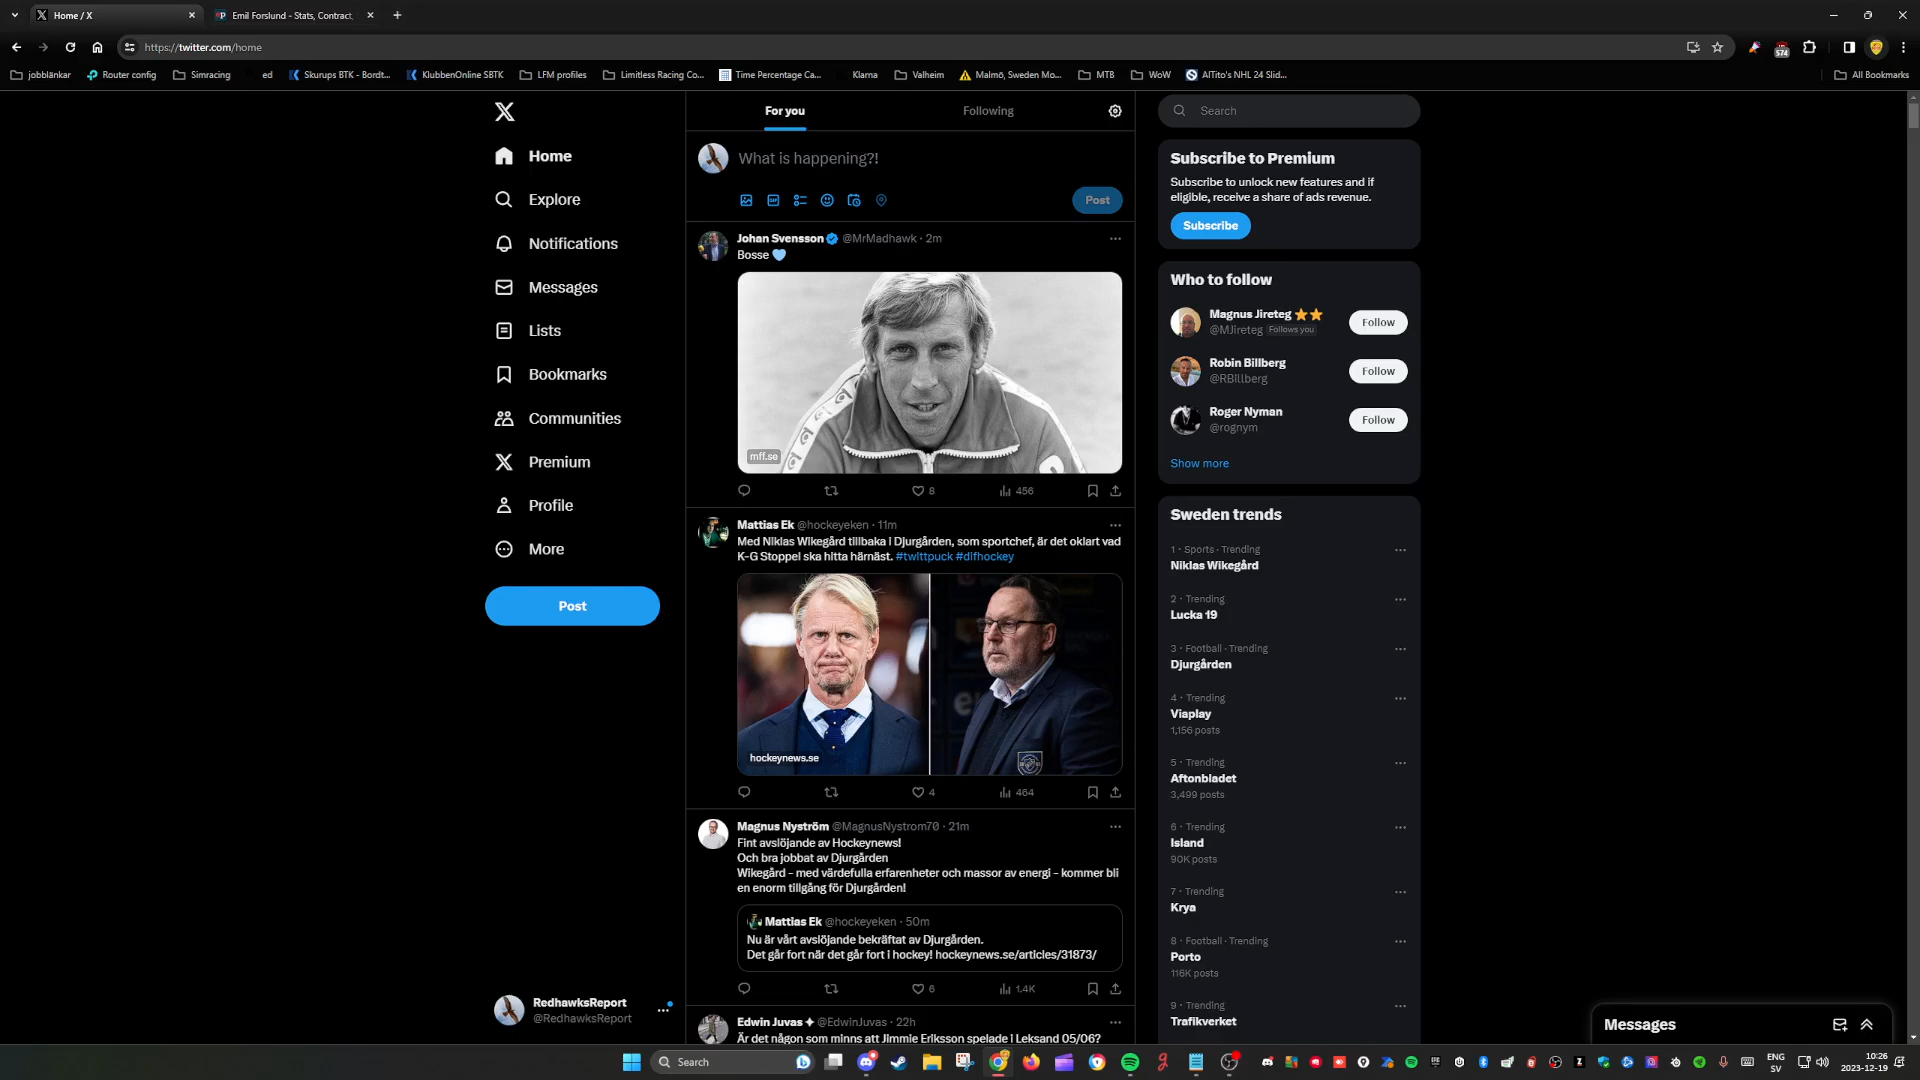 Home / X
Emil Forslund - Stats, Contract,
https://twitter.com/home
574
jobblänkar
Router config
Simracing
ed
Skurups BTK - Bordt...
KlubbenOnline SBTK
LFM profiles
Limitless Racing Co...
Time Percentage Ca...
Klarna
Valheim
Malmö, Sweden Mo...
MTB
WoW
AlTito's NHL 24 Slid...
All Bookmarks
Home
Explore
Notifications
Messages
Lists
Bookmarks
Communities
Premium
Profile
More
Post
RedhawksReport
@RedhawksReport
For you
Following
What is happening?!
GIF
Post
Johan Svensson @MrMadhawk · 2m
Bosse 🩵
mff.se
8
456
Mattias Ek @hockeyeken · 11m
Med Niklas Wikegård tillbaka i Djurgården, som sportchef, är det oklart vad
K-G Stoppel ska hitta härnäst. #twittpuck #difhockey
hockeynews.se
4
464
Magnus Nyström @MagnusNystrom70 · 21m
Fint avslöjande av Hockeynews!
Och bra jobbat av Djurgården
Wikegård – med värdefulla erfarenheter och massor av energi – kommer bli
en enorm tillgång för Djurgården!
Mattias Ek @hockeyeken · 50m
Nu är vårt avslöjande bekräftat av Djurgården.
Det går fort när det går fort i hockey! hockeynews.se/articles/31873/
6
1.4K
Edwin Juvas @EdwinJuvas · 22h
Är det någon som minns att Jimmie Eriksson spelade i Leksand 05/06?
Search
Subscribe to Premium
Subscribe to unlock new features and if
eligible, receive a share of ads revenue.
Subscribe
Who to follow
Magnus Jireteg ⭐⭐
@MJireteg Follows you
Follow
Robin Billberg
@RBillberg
Follow
Roger Nyman
@rognym
Follow
Show more
Sweden trends
1 · Sports · Trending
Niklas Wikegård
2 · Trending
Lucka 19
3 · Football · Trending
Djurgården
4 · Trending
Viaplay
1,156 posts
5 · Trending
Aftonbladet
3,499 posts
6 · Trending
Island
90K posts
7 · Trending
Krya
8 · Football · Trending
Porto
116K posts
9 · Trending
Trafikverket
Messages
Search
ENG
SV
10:26
2023-12-19